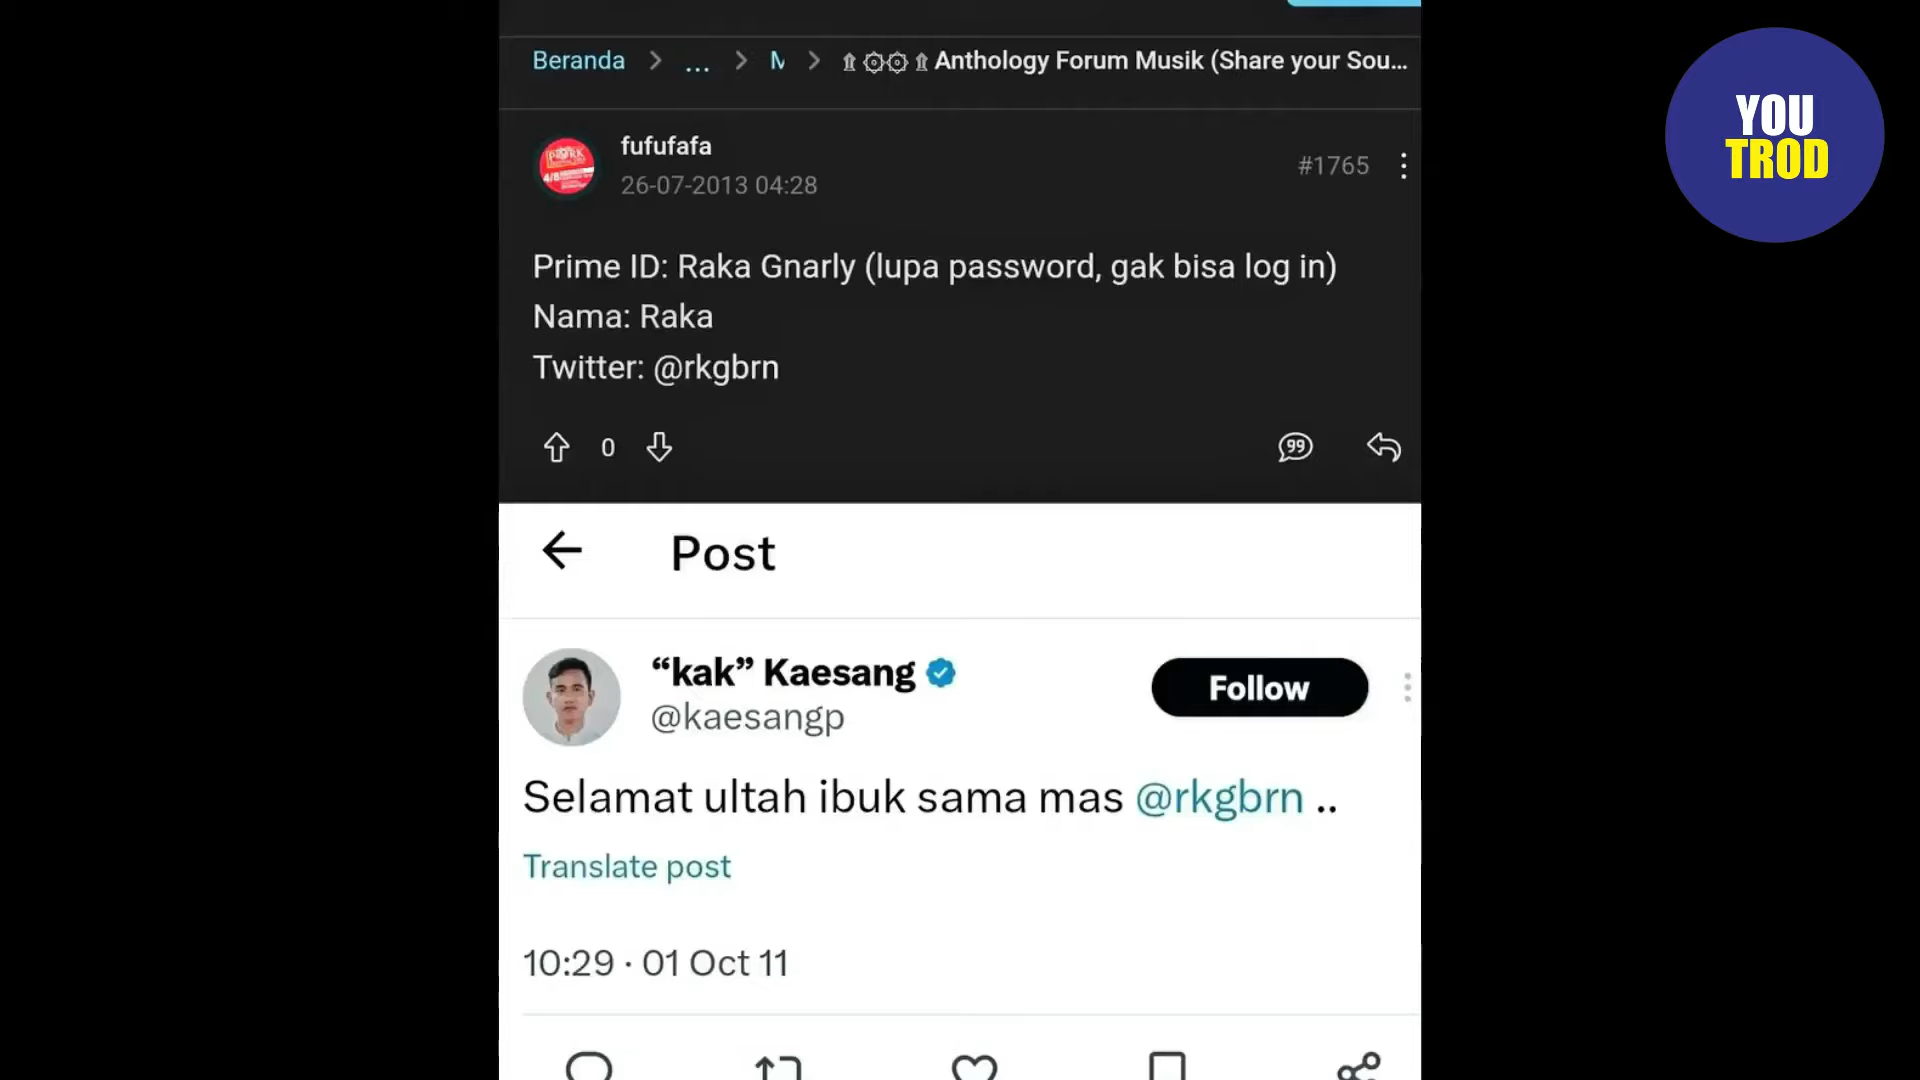 Beranda > ... > M > Anthology Forum Musik (Share your Sou...
YOU
TROD
fufufafa
26-07-2013 04:28
#1765
Prime ID: Raka Gnarly (lupa password, gak bisa log in)
Nama: Raka
Twitter: @rkgbrn
0
99
Post
“kak” Kaesang
@kaesangp
Follow
Selamat ultah ibuk sama mas @rkgbrn ..
Translate post
10:29 · 01 Oct 11